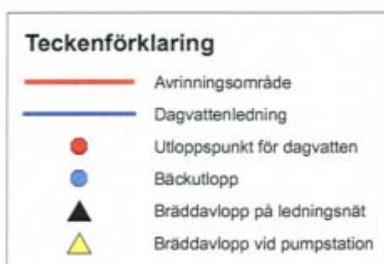 Teckenförklaring
Avrinningsområde
Dagvattenledning
Utloppspunkt för dagvatten
Bäckutlopp
Bräddavlopp på ledningsnät
Bräddavlopp vid pumpstation